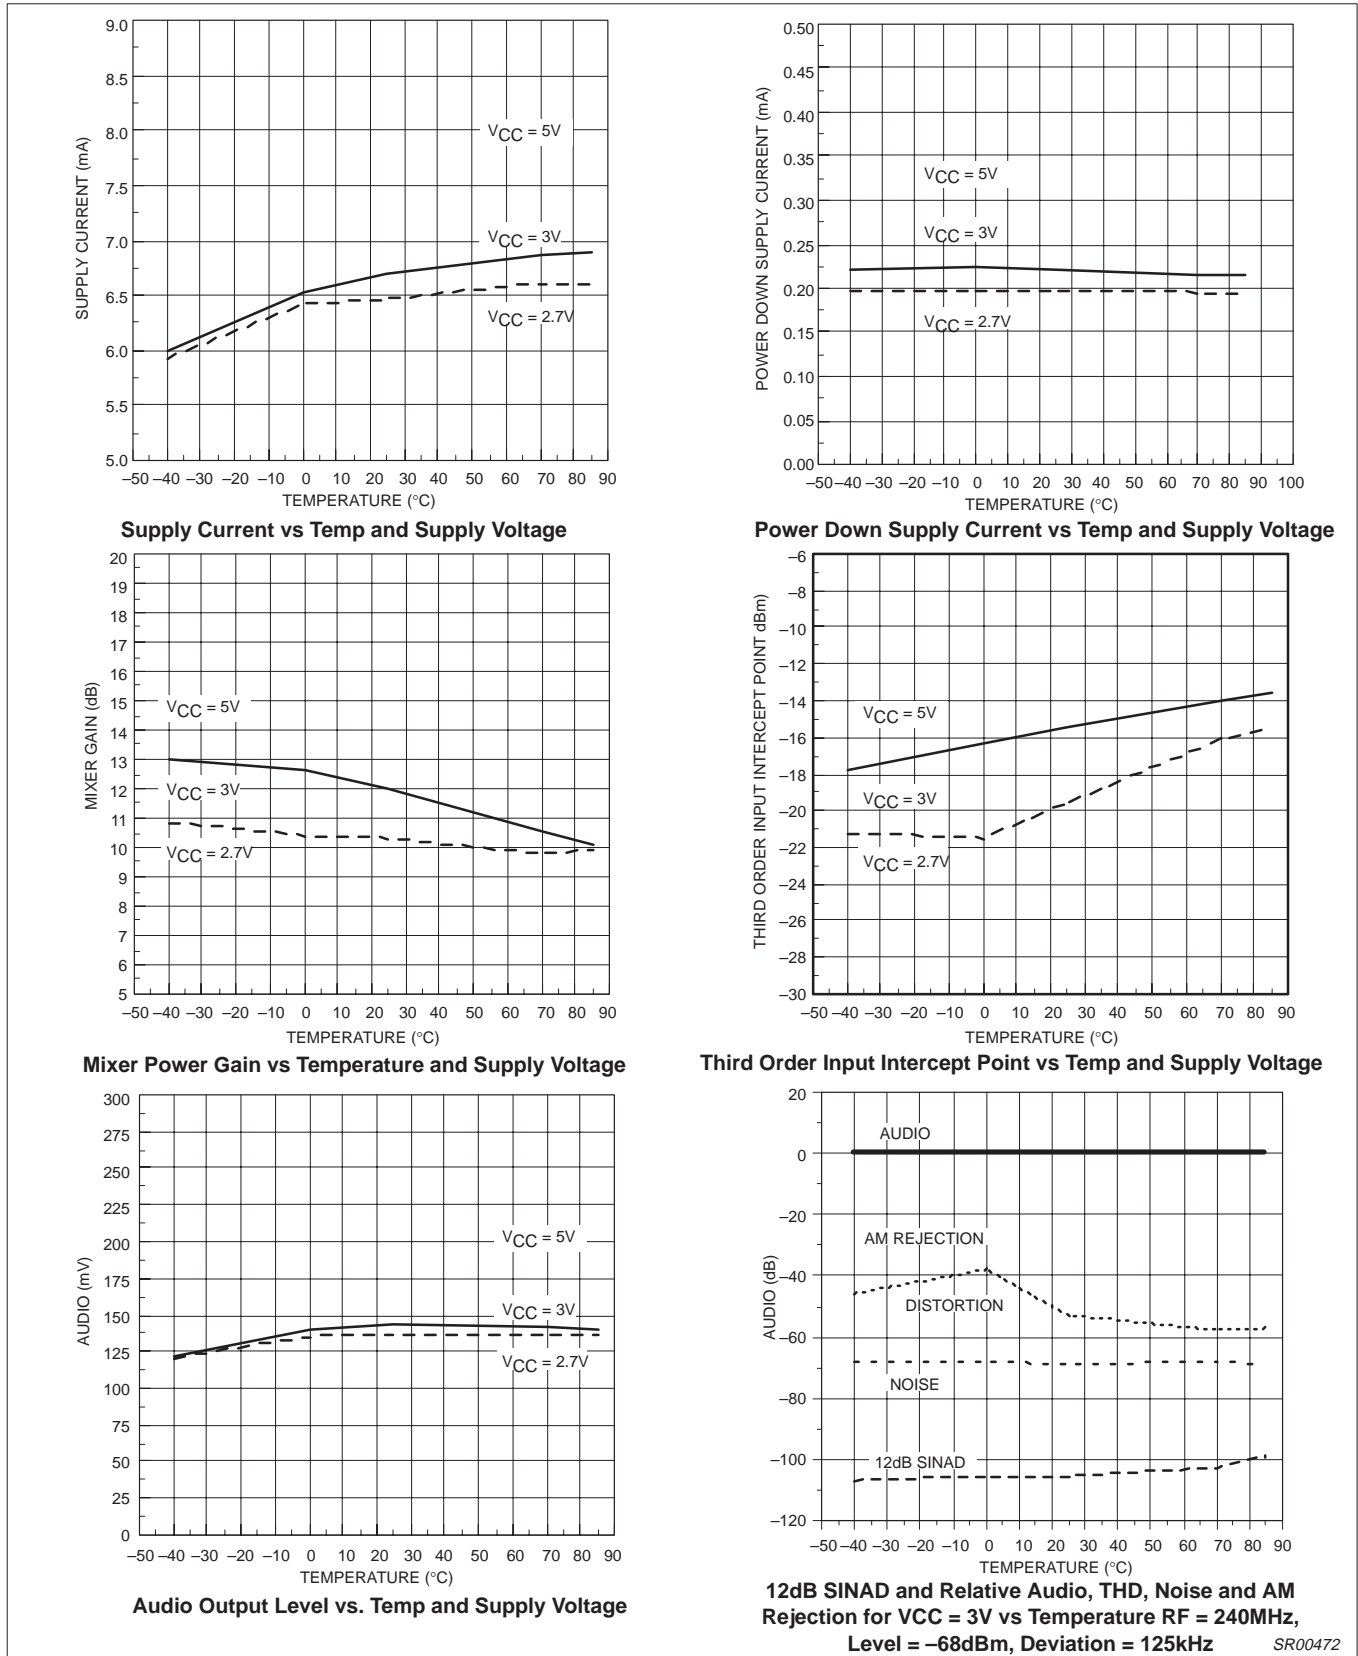 9.0
8.5
8.0
7.5
7.0
6.5
6.0
5.5
5.0
SUPPLY CURRENT (mA)
VCC = 5V
VCC = 3V
VCC = 2.7V
–50 –40 –30 –20 –10 0 10 20 30 40 50 60 70 80 90
TEMPERATURE (°C)
Supply Current vs Temp and Supply Voltage
0.50
0.45
0.40
0.35
0.30
0.25
0.20
0.15
0.10
0.05
0.00
POWER DOWN SUPPLY CURRENT (mA)
VCC = 5V
VCC = 3V
VCC = 2.7V
–50 –40 –30 –20 –10 0 10 20 30 40 50 60 70 80 90 100
TEMPERATURE (°C)
Power Down Supply Current vs Temp and Supply Voltage
20
19
18
17
16
15
14
13
12
11
10
9
8
7
6
5
MIXER GAIN (dB)
VCC = 5V
VCC = 3V
VCC = 2.7V
–50 –40 –30 –20 –10 0 10 20 30 40 50 60 70 80 90
TEMPERATURE (°C)
Mixer Power Gain vs Temperature and Supply Voltage
–6
–8
–10
–12
–14
–16
–18
–20
–22
–24
–26
–28
–30
THIRD ORDER INPUT INTERCEPT POINT dBm)
VCC = 5V
VCC = 3V
VCC = 2.7V
–50 –40 –30 –20 –10 0 10 20 30 40 50 60 70 80 90
TEMPERATURE (°C)
Third Order Input Intercept Point vs Temp and Supply Voltage
300
275
250
225
200
175
150
125
100
75
50
25
0
AUDIO (mV)
VCC = 5V
VCC = 3V
VCC = 2.7V
–50 –40 –30 –20 –10 0 10 20 30 40 50 60 70 80 90
TEMPERATURE (°C)
Audio Output Level vs. Temp and Supply Voltage
20
0
–20
–40
–60
–80
–100
–120
AUDIO (dB)
AUDIO
AM REJECTION
DISTORTION
NOISE
12dB SINAD
–50 –40 –30 –20 –10 0 10 20 30 40 50 60 70 80 90
TEMPERATURE (°C)
12dB SINAD and Relative Audio, THD, Noise and AM
Rejection for VCC = 3V vs Temperature RF = 240MHz,
Level = –68dBm, Deviation = 125kHz
SR00472